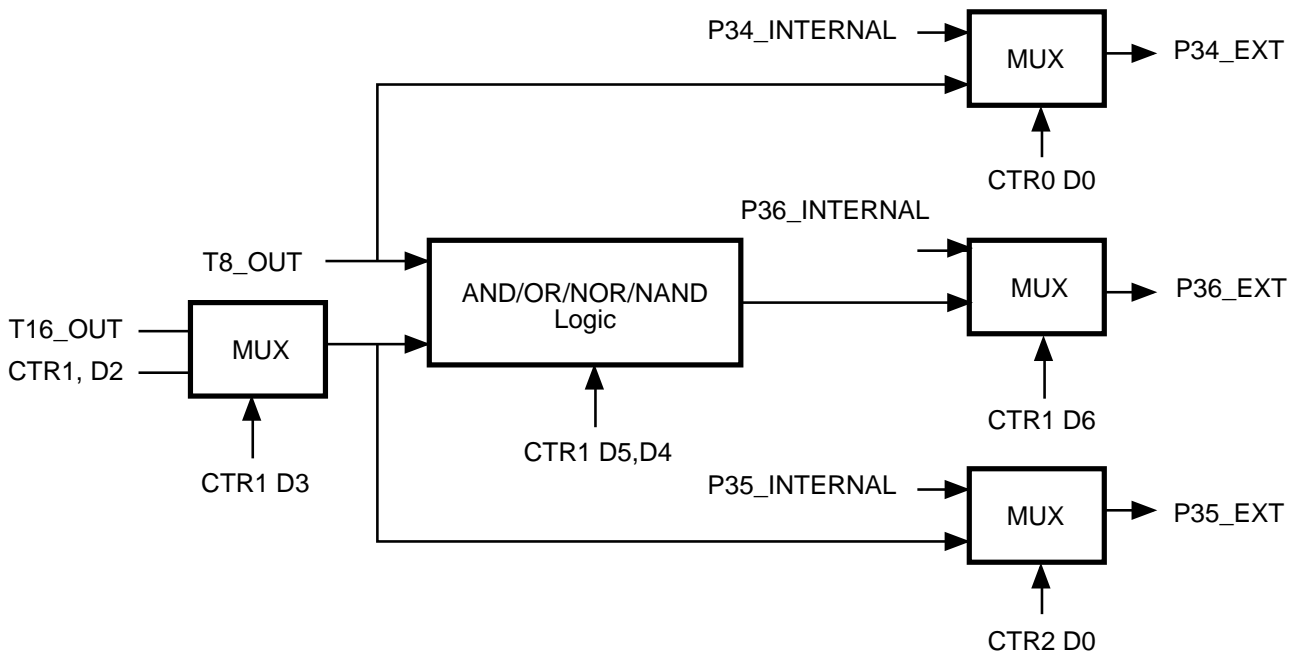 P34_INTERNAL
MUX
P34_EXT
CTR0 D0
P36_INTERNAL
T8_OUT
AND/OR/NOR/NAND
Logic
MUX
P36_EXT
T16_OUT
MUX
CTR1, D2
CTR1 D6
CTR1 D5,D4
CTR1 D3
P35_INTERNAL
MUX
P35_EXT
CTR2 D0